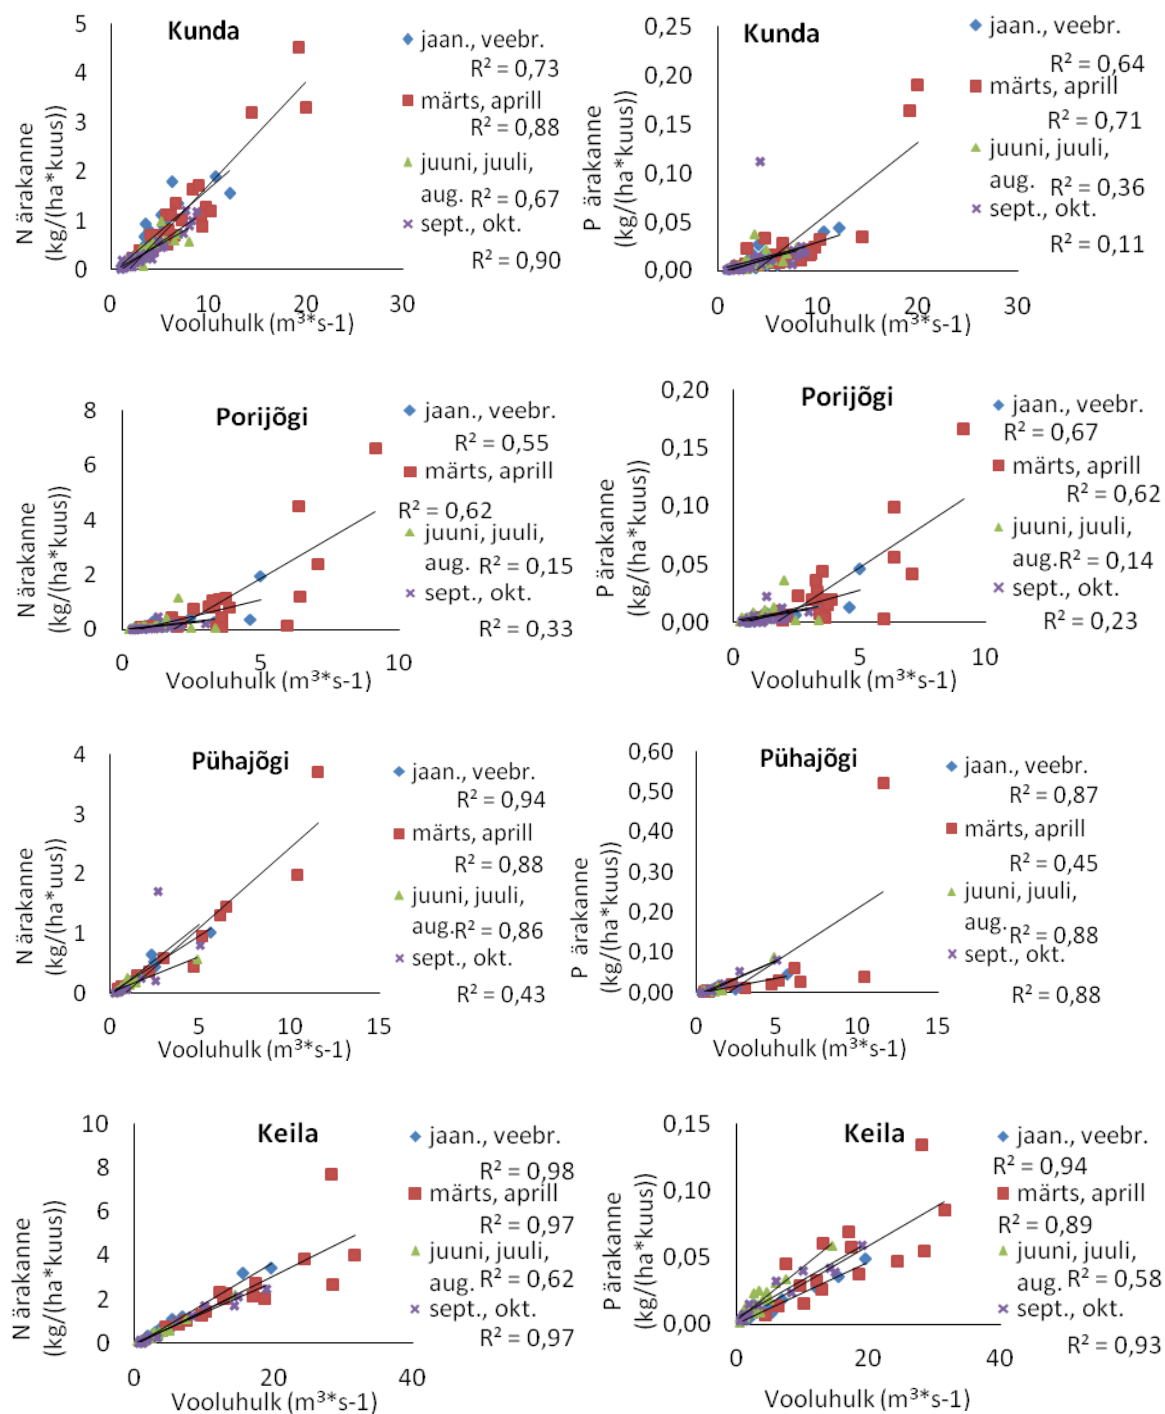 Kunda
N ärakanne
(kg/(ha*kuus))
5
4
3
2
1
0
0
10
20
30
Vooluhulk (m³*s-1)
jaan., veebr.
R² = 0,73
märts, aprill
R² = 0,88
juuni, juuli,
aug. R² = 0,67
sept., okt.
R² = 0,90
Kunda
P ärakanne
(kg/(ha*kuus))
0,25
0,20
0,15
0,10
0,05
0,00
0
10
20
30
Vooluhulk (m³*s-1)
jaan., veebr.
R² = 0,64
märts, aprill
R² = 0,71
juuni, juuli,
aug. R² = 0,36
sept., okt.
R² = 0,11
Porijõgi
N ärakanne
(kg/(ha*kuus))
8
6
4
2
0
0
5
10
Vooluhulk (m³*s-1)
jaan., veebr.
R² = 0,55
märts, aprill
R² = 0,62
juuni, juuli,
aug. R² = 0,15
sept., okt.
R² = 0,33
Porijõgi
P ärakanne
(kg/(ha*kuus))
0,20
0,15
0,10
0,05
0,00
0
5
10
Vooluhulk (m³*s-1)
jaan., veebr.
R² = 0,67
märts, aprill
R² = 0,62
juuni, juuli,
aug. R² = 0,14
sept., okt.
R² = 0,23
Pühajõgi
N ärakanne
(kg/(ha*uus))
4
3
2
1
0
0
5
10
15
Vooluhulk (m³*s-1)
jaan., veebr.
R² = 0,94
märts, aprill
R² = 0,88
juuni, juuli,
aug. R² = 0,86
sept., okt.
R² = 0,43
Pühajõgi
P ärakanne
(kg/(ha*kuus))
0,60
0,50
0,40
0,30
0,20
0,10
0,00
0
5
10
15
Vooluhulk (m³*s-1)
jaan., veebr.
R² = 0,87
märts, aprill
R² = 0,45
juuni, juuli,
aug. R² = 0,88
sept., okt.
R² = 0,88
Keila
N ärakanne
(kg/(ha*kuus))
10
8
6
4
2
0
0
20
40
Vooluhulk (m³*s-1)
jaan., veebr.
R² = 0,98
märts, aprill
R² = 0,97
juuni, juuli,
aug. R² = 0,62
sept., okt.
R² = 0,97
Keila
P ärakanne
(kg/(ha*kuus))
0,15
0,10
0,05
0,00
0
20
40
Vooluhulk (m³*s-1)
jaan., veebr.
R² = 0,94
märts, aprill
R² = 0,89
juuni, juuli,
aug. R² = 0,58
sept., okt.
R² = 0,93